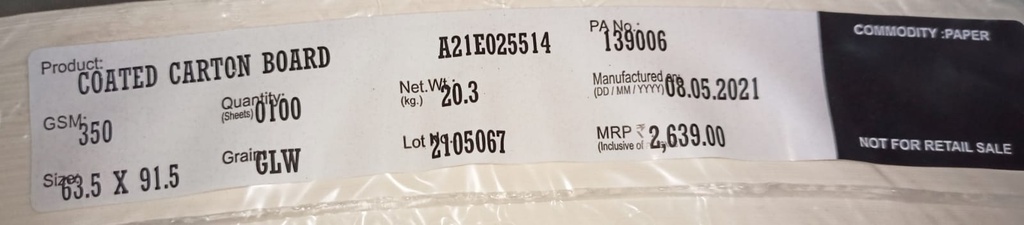 Product: COATED CARTON BOARD
A21E025514
PA No.: 139006
COMMODITY :PAPER
GSM: 350
Quantity: (Sheets) 0100
Net.Wt.: (kg.) 20.3
Manufactured on: (DD / MM / YYYY) 08.05.2021
Size: 63.5 X 91.5
Grain: GLW
Lot No: 2105067
MRP ₹ 2,639.00
(Inclusive of
NOT FOR RETAIL SALE